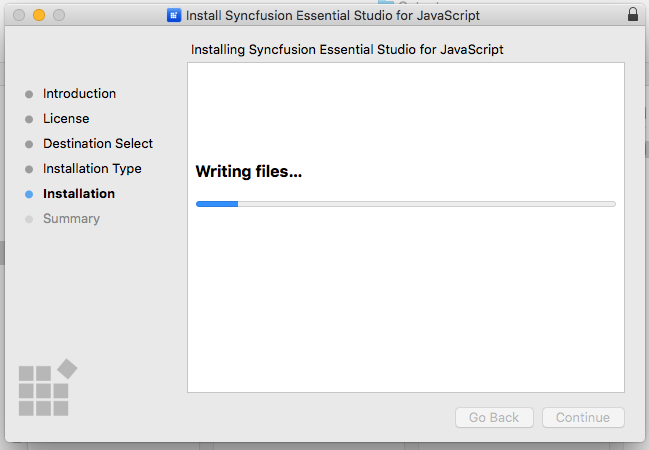 Install Syncfusion Essential Studio for JavaScript
Installing Syncfusion Essential Studio for JavaScript
Introduction
License
Destination Select
Installation Type
Installation
Summary
Writing files...
Go Back
Continue